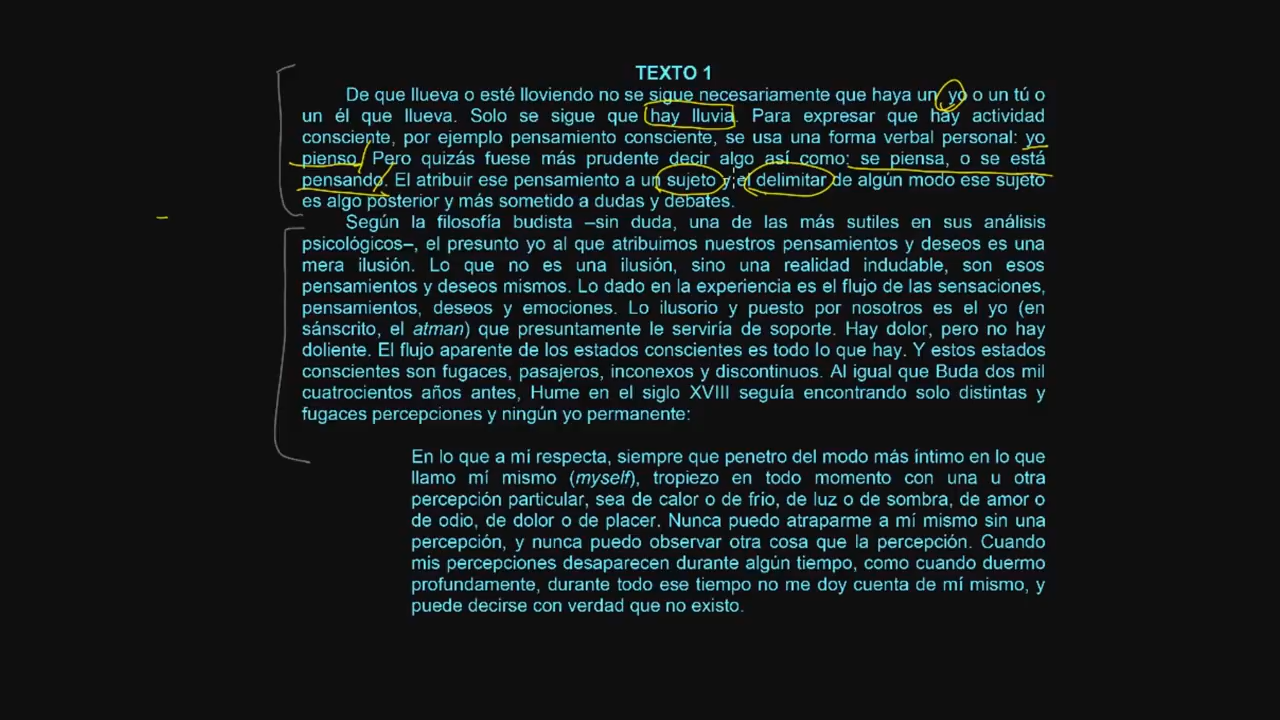 TEXTO 1
De que llueva o esté lloviendo no se sigue necesariamente que haya un yo o un tú o
un él que llueva. Solo se sigue que hay lluvia. Para expresar que hay actividad
consciente, por ejemplo pensamiento consciente, se usa una forma verbal personal: yo
pienso. Pero quizás fuese más prudente decir algo así como: se piensa, o se está
pensando. El atribuir ese pensamiento a un sujeto y el delimitar de algún modo ese sujeto
es algo posterior y más sometido a dudas y debates.
Según la filosofía budista –sin duda, una de las más sutiles en sus análisis
psicológicos–, el presunto yo al que atribuimos nuestros pensamientos y deseos es una
mera ilusión. Lo que no es una ilusión, sino una realidad indudable, son esos
pensamientos y deseos mismos. Lo dado en la experiencia es el flujo de las sensaciones,
pensamientos, deseos y emociones. Lo ilusorio y puesto por nosotros es el yo (en
sánscrito, el atman) que presuntamente le serviría de soporte. Hay dolor, pero no hay
doliente. El flujo aparente de los estados conscientes es todo lo que hay. Y estos estados
conscientes son fugaces, pasajeros, inconexos y discontinuos. Al igual que Buda dos mil
cuatrocientos años antes, Hume en el siglo XVIII seguía encontrando solo distintas y
fugaces percepciones y ningún yo permanente:
En lo que a mí respecta, siempre que penetro del modo más íntimo en lo que
llamo mí mismo (myself), tropiezo en todo momento con una u otra
percepción particular, sea de calor o de frio, de luz o de sombra, de amor o
de odio, de dolor o de placer. Nunca puedo atraparme a mí mismo sin una
percepción, y nunca puedo observar otra cosa que la percepción. Cuando
mis percepciones desaparecen durante algún tiempo, como cuando duermo
profundamente, durante todo ese tiempo no me doy cuenta de mí mismo, y
puede decirse con verdad que no existo.